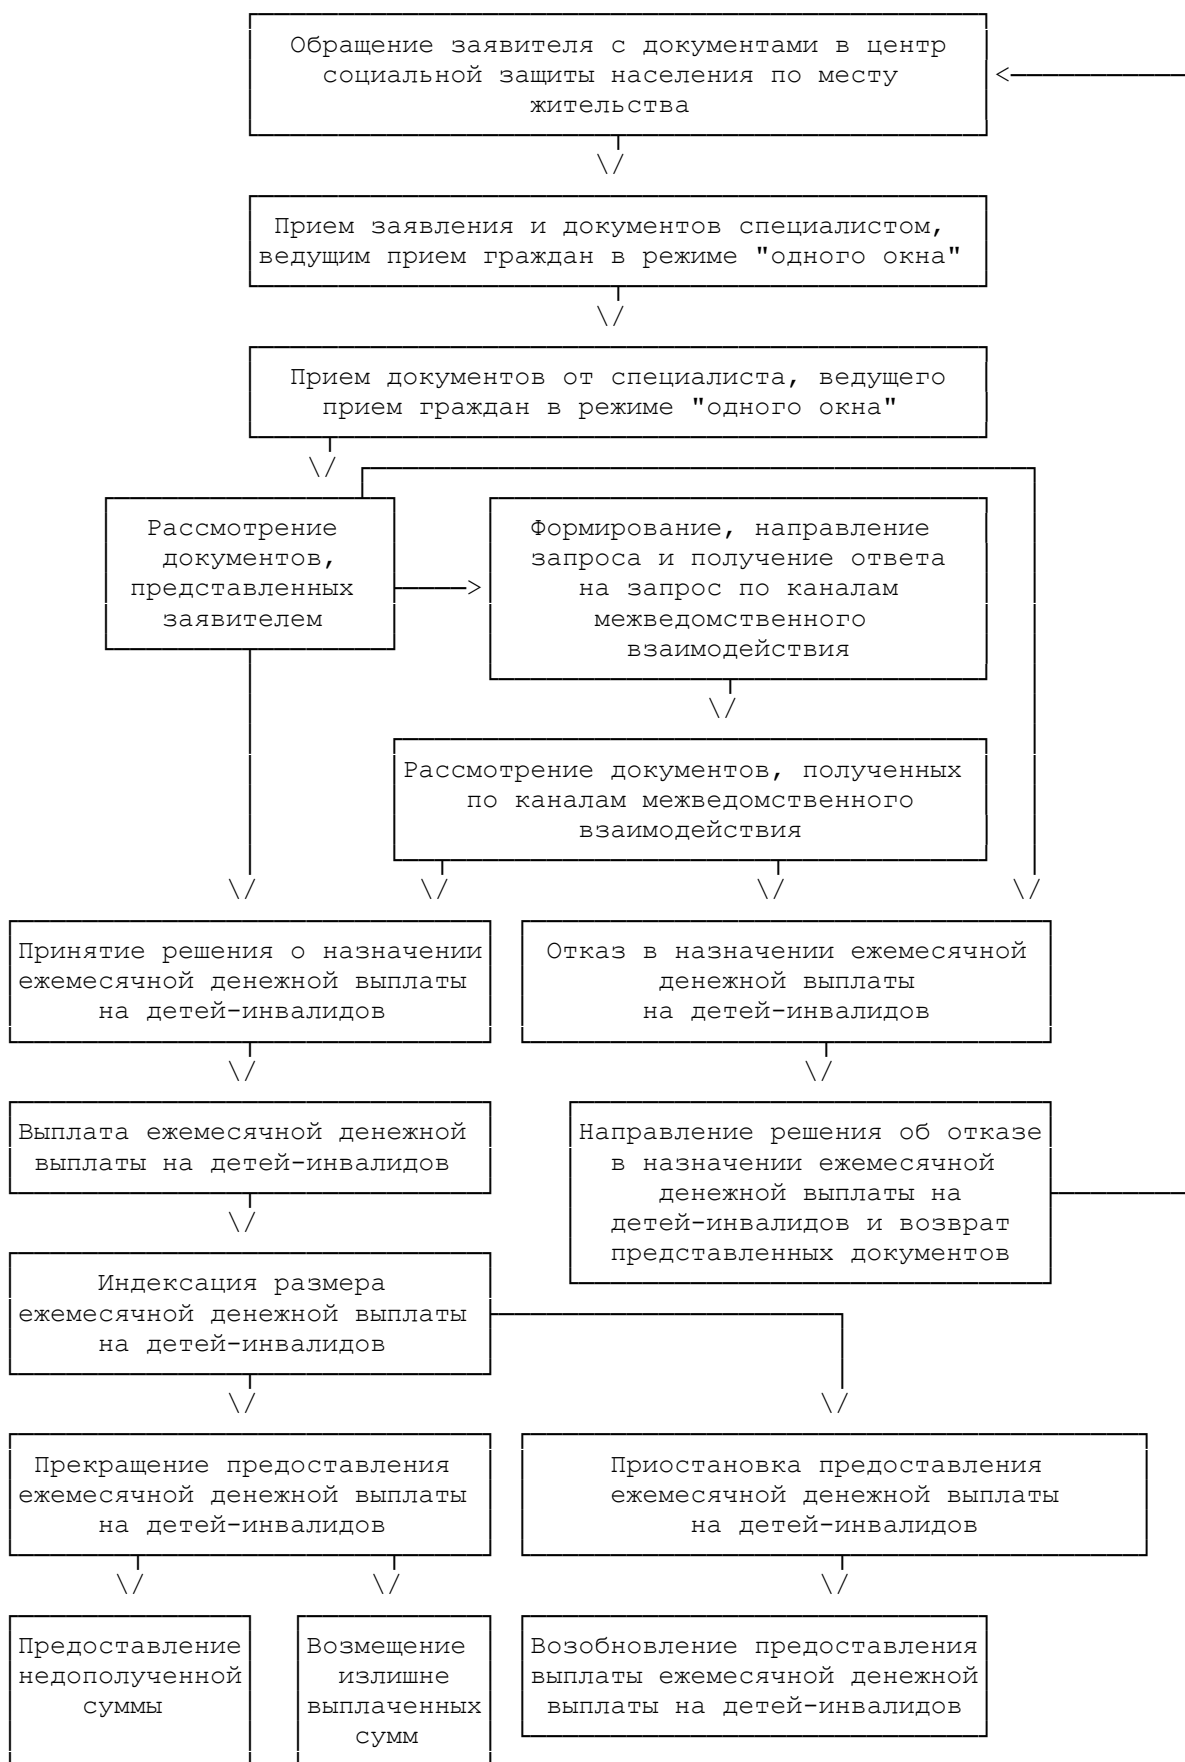 Обращение заявителя с документами в центр
социальной защиты населения по месту
жительства
Прием заявления и документов специалистом,
ведущим прием граждан в режиме "одного окна"
Прием документов от специалиста, ведущего
прием граждан в режиме "одного окна"
Рассмотрение
документов,
представленных
заявителем
Формирование, направление
запроса и получение ответа
на запрос по каналам
межведомственного
взаимодействия
Рассмотрение документов, полученных
по каналам межведомственного
взаимодействия
Принятие решения о назначении
ежемесячной денежной выплаты
на детей-инвалидов
Отказ в назначении ежемесячной
денежной выплаты
на детей-инвалидов
Выплата ежемесячной денежной
выплаты на детей-инвалидов
Направление решения об отказе
в назначении ежемесячной
денежной выплаты на
детей-инвалидов и возврат
представленных документов
Индексация размера
ежемесячной денежной выплаты
на детей-инвалидов
Прекращение предоставления
ежемесячной денежной выплаты
на детей-инвалидов
Приостановка предоставления
ежемесячной денежной выплаты
на детей-инвалидов
Предоставление
недополученной
суммы
Возмещение
излишне
выплаченных
сумм
Возобновление предоставления
выплаты ежемесячной денежной
выплаты на детей-инвалидов